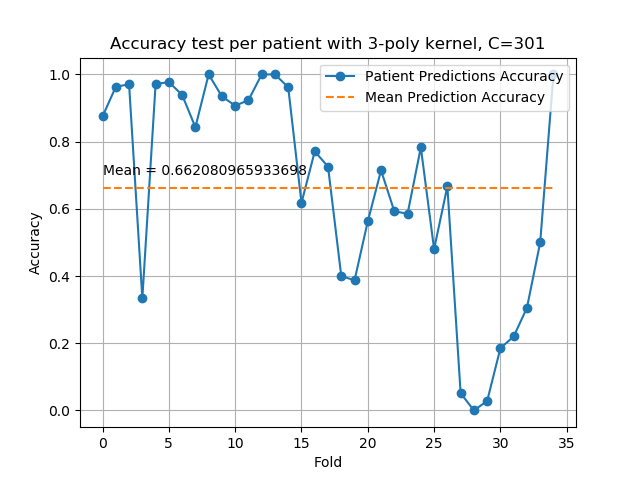 Accuracy test per patient with 3-poly kernel, C=301
Patient Predictions Accuracy
Mean Prediction Accuracy
Mean = 0.662080965933698
Accuracy
1.0
0.8
0.6
0.4
0.2
0.0
0 5 10 15 20 25 30 35
Fold